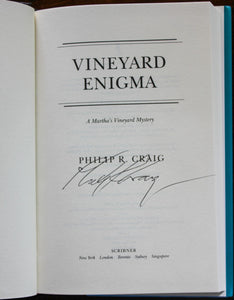 VINEYARD
ENIGMA
A Martha's Vineyard Mystery
PHILIP R. CRAIG
SCRIBNER
New York London Toronto Sydney Singapore